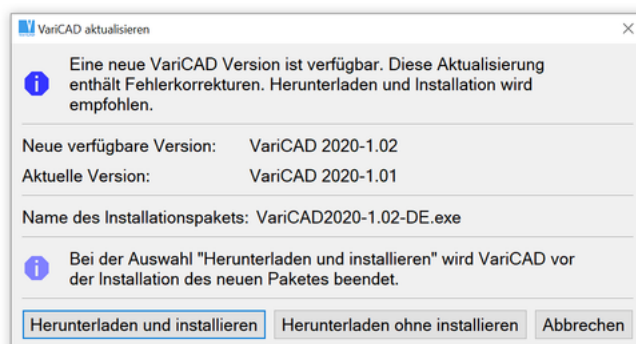 VariCAD aktualisieren
Eine neue VariCAD Version ist verfügbar. Diese Aktualisierung
enthält Fehlerkorrekturen. Herunterladen und Installation wird
empfohlen.
Neue verfügbare Version: VariCAD 2020-1.02
Aktuelle Version: VariCAD 2020-1.01
Name des Installationspakets: VariCAD2020-1.02-DE.exe
Bei der Auswahl "Herunterladen und installieren" wird VariCAD vor
der Installation des neuen Paketes beendet.
Herunterladen und installieren Herunterladen ohne installieren Abbrechen